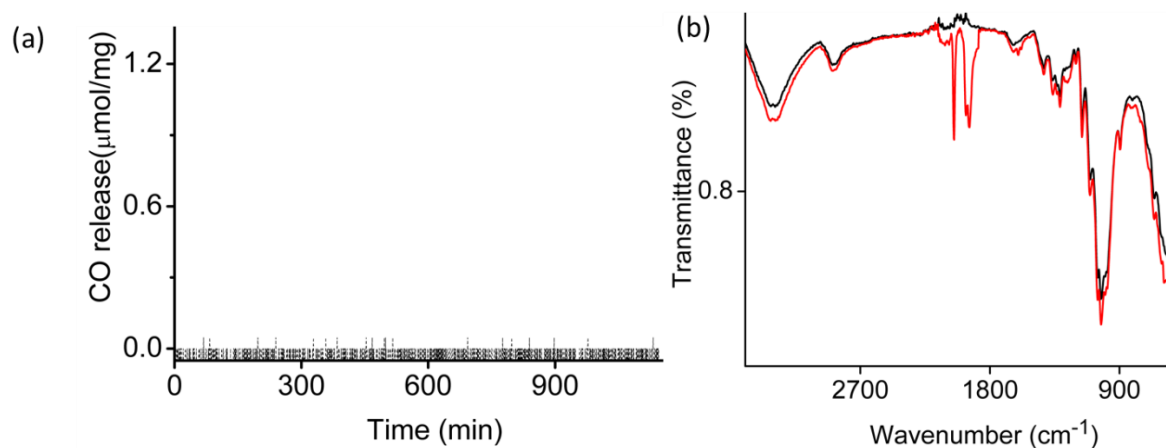 (a)
CO release(μmol/mg)
1.2
0.6
0.0
0
300
600
900
Time (min)
(b)
Transmittance (%)
0.8
2700
1800
900
Wavenumber (cm⁻¹)